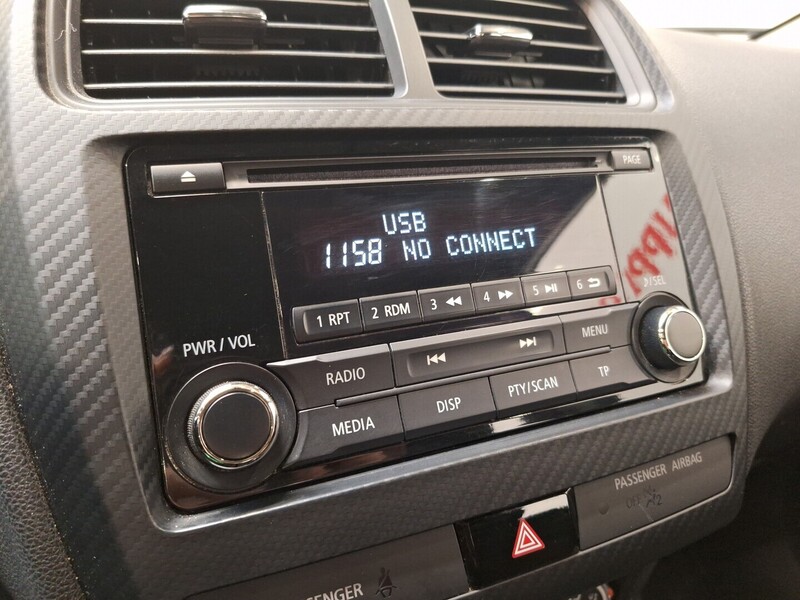 PAGE
USB
1158 NO CONNECT
1 RPT
2 RDM
3
4
5
6
/SEL
PWR / VOL
RADIO
MENU
MEDIA
DISP
PTY/SCAN
TP
PASSENGER AIRBAG
OFF